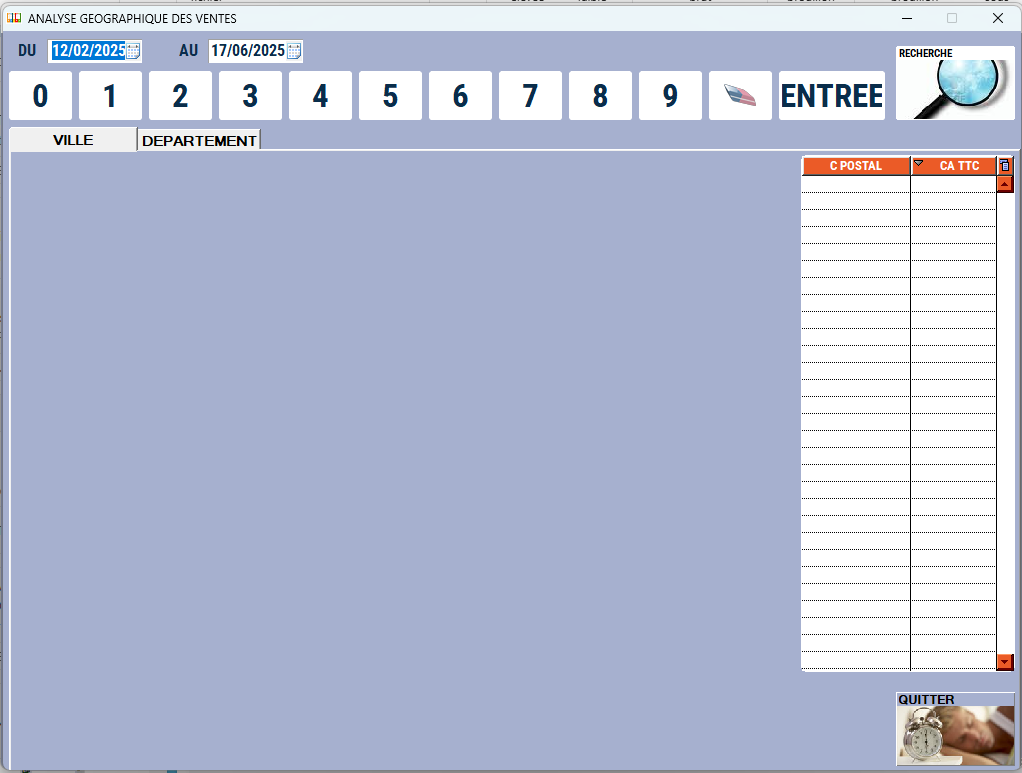 ANALYSE GEOGRAPHIQUE DES VENTES
DU 12/02/2025 AU 17/06/2025
RECHERCHE
0 1 2 3 4 5 6 7 8 9 ENTREE
VILLE DEPARTEMENT
C POSTAL CA TTC
QUITTER